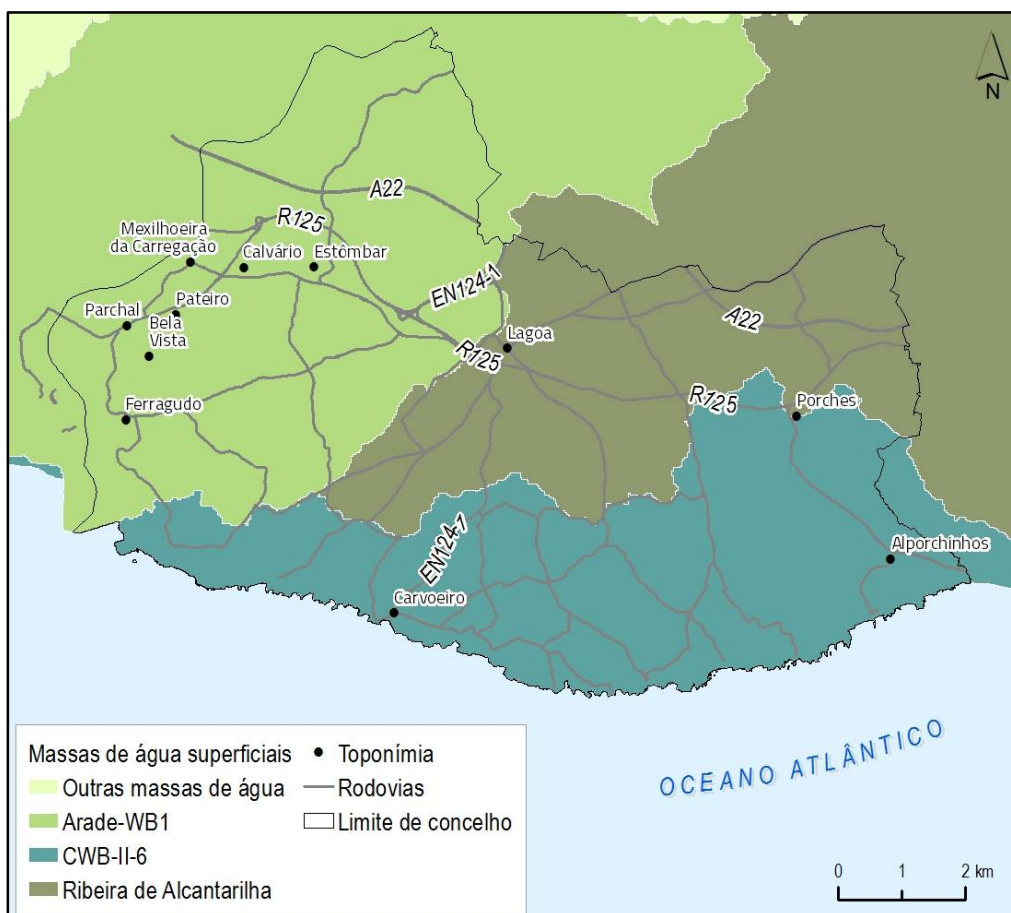 N
A22
R125
Mexilhoeira
da Carregação
Calvário
Estômbar
EN124-1
Pateiro
Parchal
Bela
Vista
Lagoa
A22
R125
R125
Porches
Ferragudo
EN124-1
Alporchinhos
Carvoeiro
OCEANO ATLÂNTICO
Massas de água superficiais
Outras massas de água
Arade-WB1
CWB-II-6
Ribeira de Alcantarilha
Toponímia
Rodovias
Limite de concelho
0 1 2 km